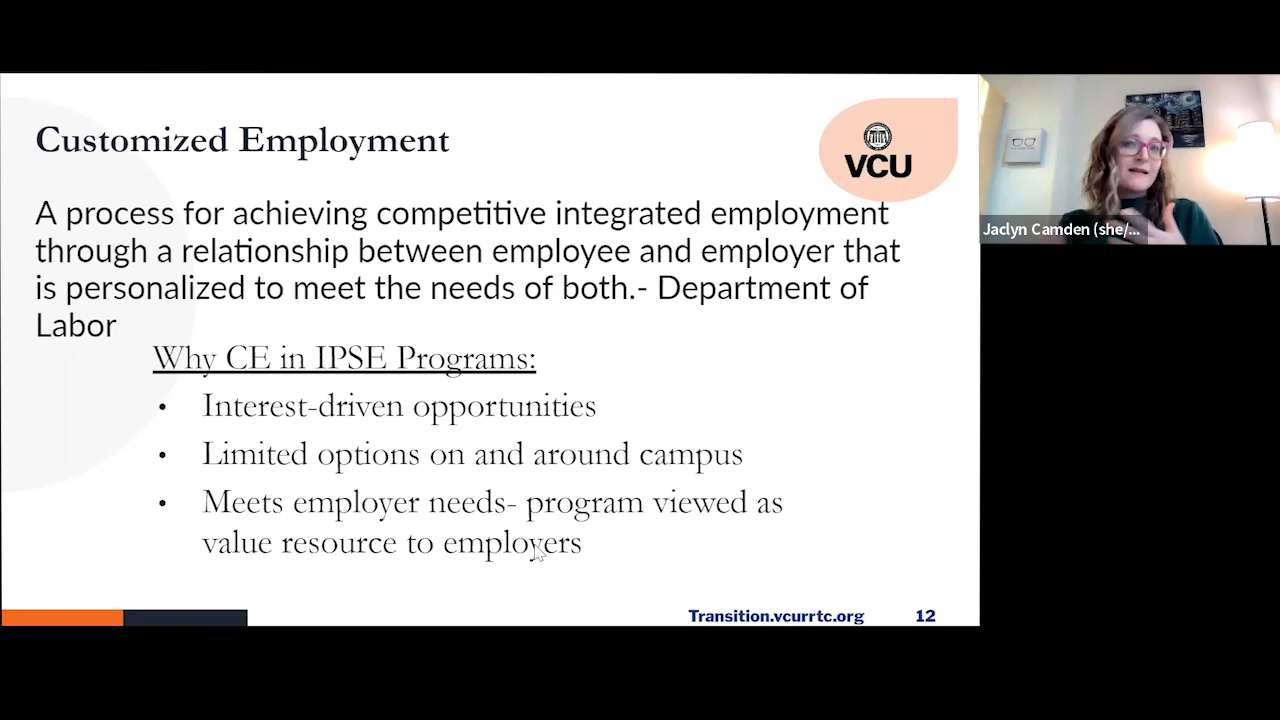 Customized Employment
VCU
A process for achieving competitive integrated employment
through a relationship between employee and employer that
is personalized to meet the needs of both.- Department of
Labor
Why CE in IPSE Programs:
• Interest-driven opportunities
• Limited options on and around campus
• Meets employer needs- program viewed as
value resource to employers
Transition.vcurrtc.org
12
Jaclyn Camden (she/...